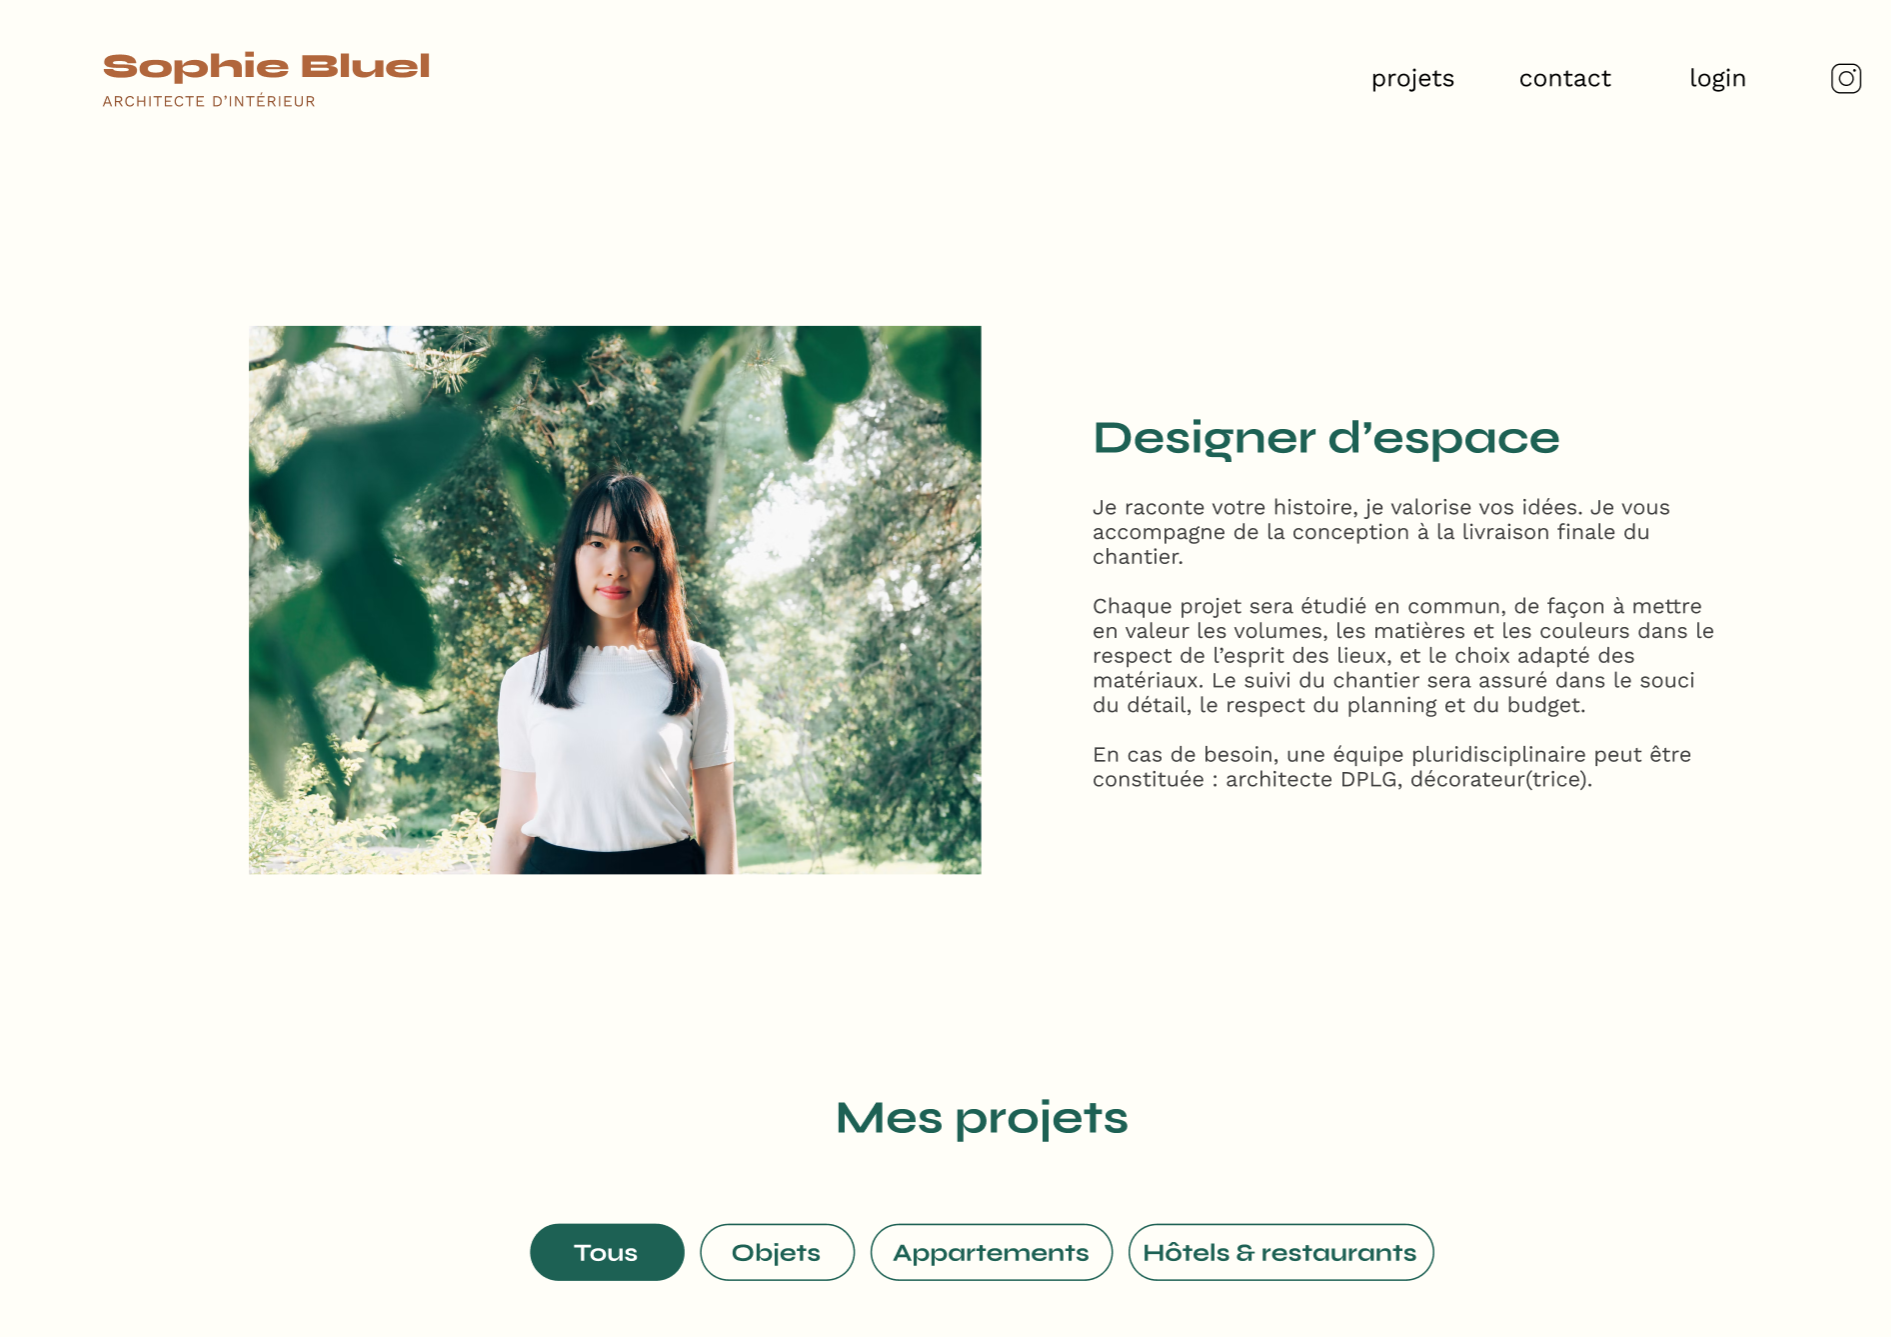 Sophie Bluel
ARCHITECTE D’INTÉRIEUR
projets contact login
Designer d’espace
Je raconte votre histoire, je valorise vos idées. Je vous
accompagne de la conception à la livraison finale du
chantier.
Chaque projet sera étudié en commun, de façon à mettre
en valeur les volumes, les matières et les couleurs dans le
respect de l’esprit des lieux, et le choix adapté des
matériaux. Le suivi du chantier sera assuré dans le souci
du détail, le respect du planning et du budget.
En cas de besoin, une équipe pluridisciplinaire peut être
constituée : architecte DPLG, décorateur(trice).
Mes projets
Tous Objets Appartements Hôtels & restaurants